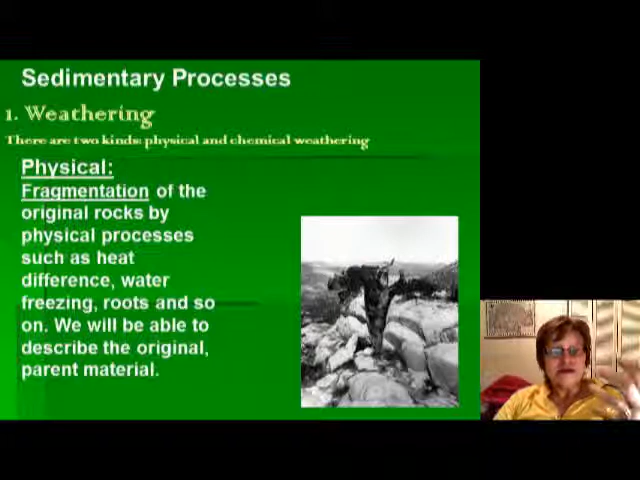 Sedimentary Processes
1. Weathering
There are two kinds: physical and chemical weathering
Physical:
Fragmentation of the
original rocks by
physical processes
such as heat
difference, water
freezing, roots and so
on. We will be able to
describe the original,
parent material.